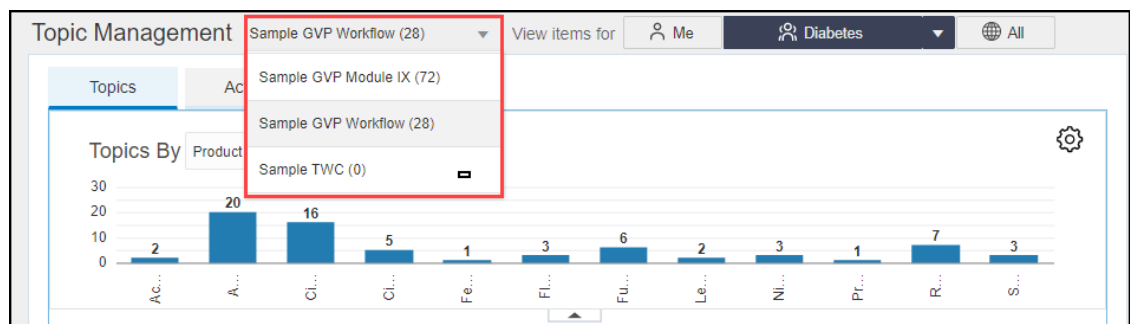 Topic Management Sample GVP Workflow (28) View items for Me Diabetes All
Sample GVP Module IX (72)
Topics Ac
Sample GVP Workflow (28)
Topics By Product
Sample TWC (0)
30
20
10
0
2 20 16 5 1 3 6 2 3 1 7 3
Ac... A... Ci... Ci... Fe... Fl... Fu... Le... Ni... Pr... R... S...